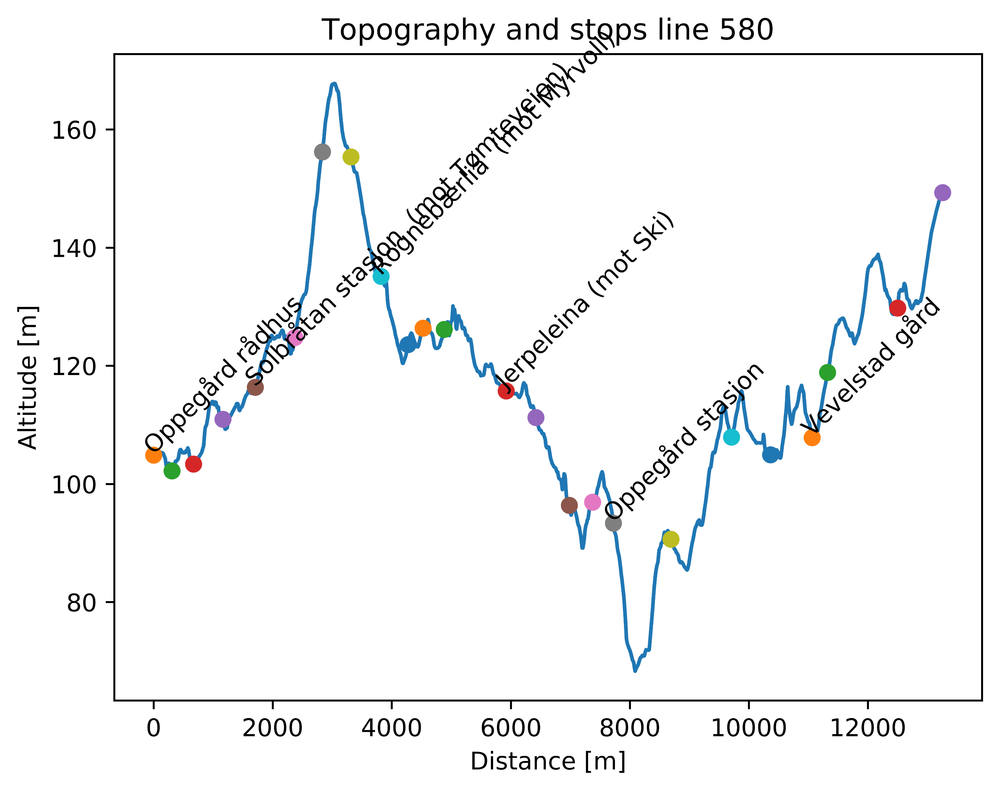 Topography and stops line 580
Altitude [m]
160
140
120
100
80
Oppegård rådhus
Solbråtan stasjon (mot Tømteveien)
Rognebærlia (mot Myrvoll)
Jerpeleina (mot Ski)
Oppegård stasjon
Vevelstad gård
0
2000
4000
6000
8000
10000
12000
Distance [m]